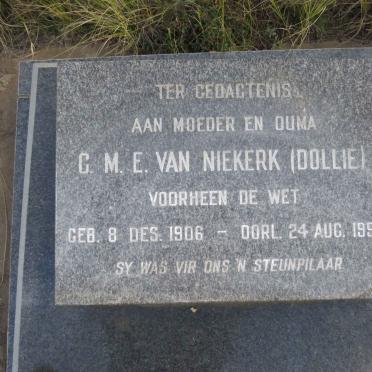 TER GEDAGTENIS
AAN MOEDER EN OUMA
G. M. E. VAN NIEKERK (DOLLIE)
VOORHEEN DE WET
GEB. 8 DES. 1906 - OORL. 24 AUG.
SY WAS VIR ONS 'N STEUNPILAAR